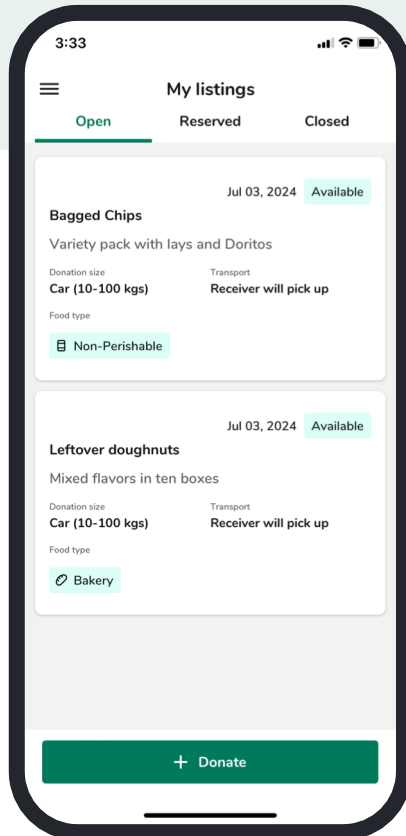 3:33
My listings
Open Reserved Closed
Jul 03, 2024 Available
Bagged Chips
Variety pack with lays and Doritos
Donation size Transport
Car (10-100 kgs) Receiver will pick up
Food type
Non-Perishable
Jul 03, 2024 Available
Leftover doughnuts
Mixed flavors in ten boxes
Donation size Transport
Car (10-100 kgs) Receiver will pick up
Food type
Bakery
+ Donate